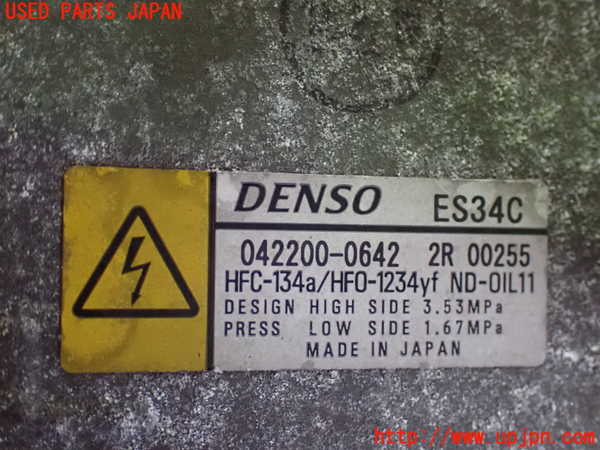 USED PARTS JAPAN
DENSO ES34C
042200-0642 2R 00255
HFC-134a/HFO-1234yf ND-OIL11
DESIGN HIGH SIDE 3.53MPa
PRESS LOW SIDE 1.67MPa
MADE IN JAPAN
http://www.upjpn.com/